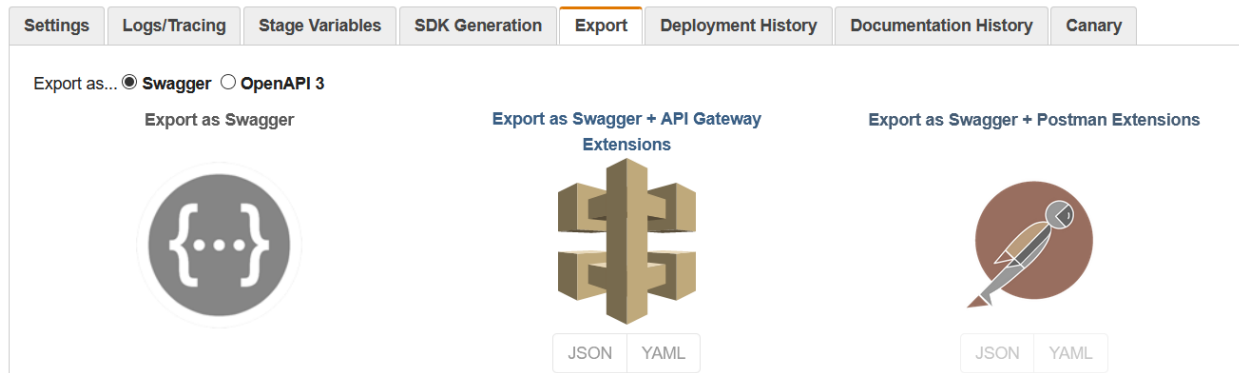 Settings Logs/Tracing Stage Variables SDK Generation Export Deployment History Documentation History Canary
Export as... Swagger OpenAPI 3
Export as Swagger
Export as Swagger + API Gateway
Extensions
Export as Swagger + Postman Extensions
JSON YAML
JSON YAML